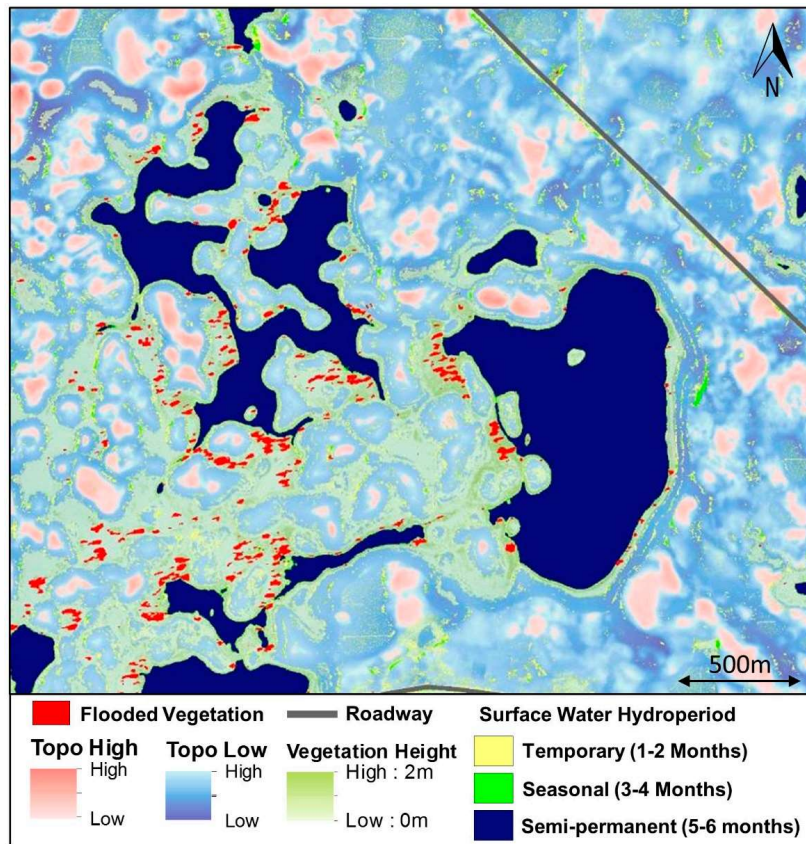 N
500m
Flooded Vegetation
Roadway
Surface Water Hydroperiod
Topo High
High
Low
Topo Low
High
Low
Vegetation Height
High : 2m
Low : 0m
Temporary (1-2 Months)
Seasonal (3-4 Months)
Semi-permanent (5-6 months)